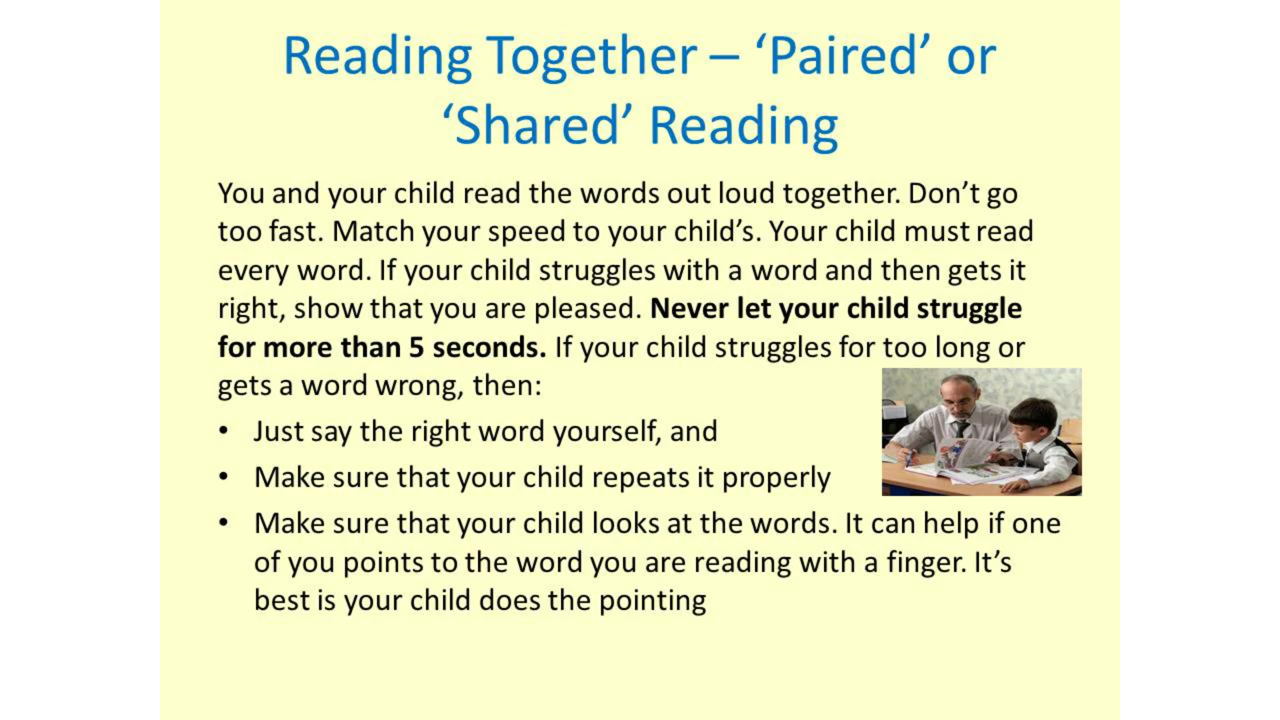 Reading Together – ‘Paired’ or
‘Shared’ Reading
You and your child read the words out loud together. Don’t go
too fast. Match your speed to your child’s. Your child must read
every word. If your child struggles with a word and then gets it
right, show that you are pleased. Never let your child struggle
for more than 5 seconds. If your child struggles for too long or
gets a word wrong, then:
• Just say the right word yourself, and
• Make sure that your child repeats it properly
• Make sure that your child looks at the words. It can help if one
of you points to the word you are reading with a finger. It’s
best is your child does the pointing